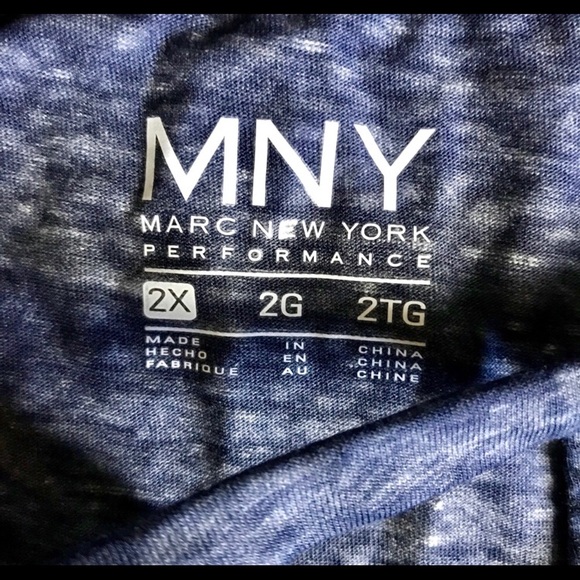 MNY
MARC NEW YORK
PERFORMANCE
2X 2G 2TG
MADE IN CHINA
HECHO EN CHINA
FABRIQUE AU CHINE